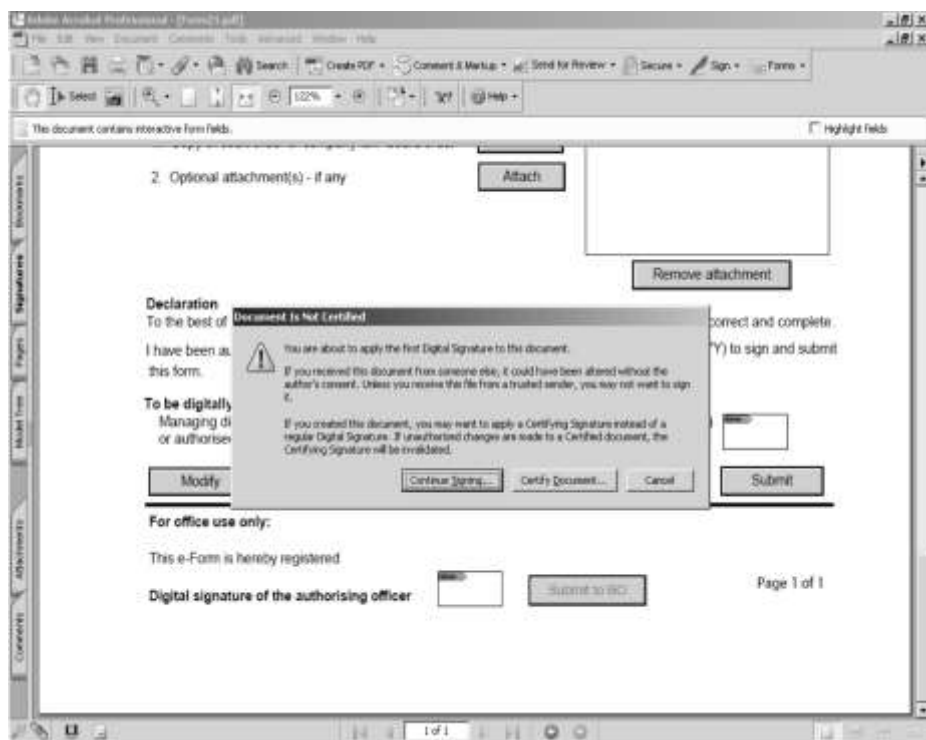 Adobe Acrobat Professional - [Form21.pdf]
File Edit View Document Comments Tools Advanced Window Help
Search Create PDF Comment & Markup Send for Review Secure Sign Forms
Select 122% Help
This document contains interactive form fields. Highlight Fields
Bookmarks
Signatures
Pages
Model Tree
Attachments
Comments
2. Optional attachment(s) - if any Attach
Remove attachment
Declaration
To the best of correct and complete.
I have been au YY) to sign and submit
this form.
To be digitally
Managing di
or authorised
Modify Submit
Document Is Not Certified
You are about to apply the first Digital Signature to this document.
If you received this document from someone else, it could have been altered without the
author's consent. Unless you receive this file from a trusted sender, you may not want to sign
it.
If you created this document, you may want to apply a Certifying Signature instead of a
regular Digital Signature. If unauthorized changes are made to a Certified document, the
Certifying Signature will be invalidated.
Continue Signing... Certify Document... Cancel
For office use only:
This e-Form is hereby registered
Digital signature of the authorising officer Submit to BO
Page 1 of 1
1 of 1